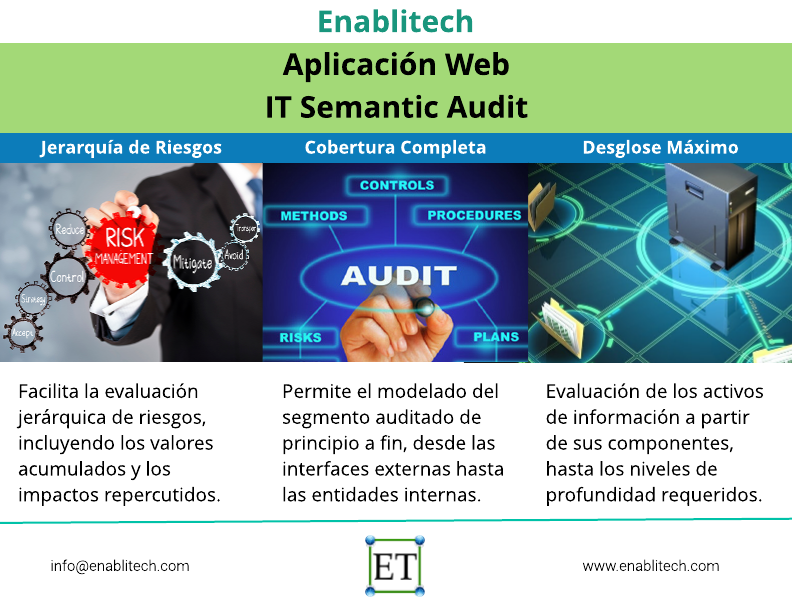 Enablitech
Aplicación Web
IT Semantic Audit
Jerarquía de Riesgos
Cobertura Completa
Desglose Máximo
Reduce
RISK
MANAGEMENT
Control
Strategy
Accept
Mitigate
Avoid
Transfer
CONTROLS
METHODS
PROCEDURES
AUDIT
RISKS
PLANS
Facilita la evaluación
jerárquica de riesgos,
incluyendo los valores
acumulados y los
impactos repercutidos.
Permite el modelado del
segmento auditado de
principio a fin, desde las
interfaces externas hasta
las entidades internas.
Evaluación de los activos
de información a partir
de sus componentes,
hasta los niveles de
profundidad requeridos.
info@enablitech.com
ET
www.enablitech.com